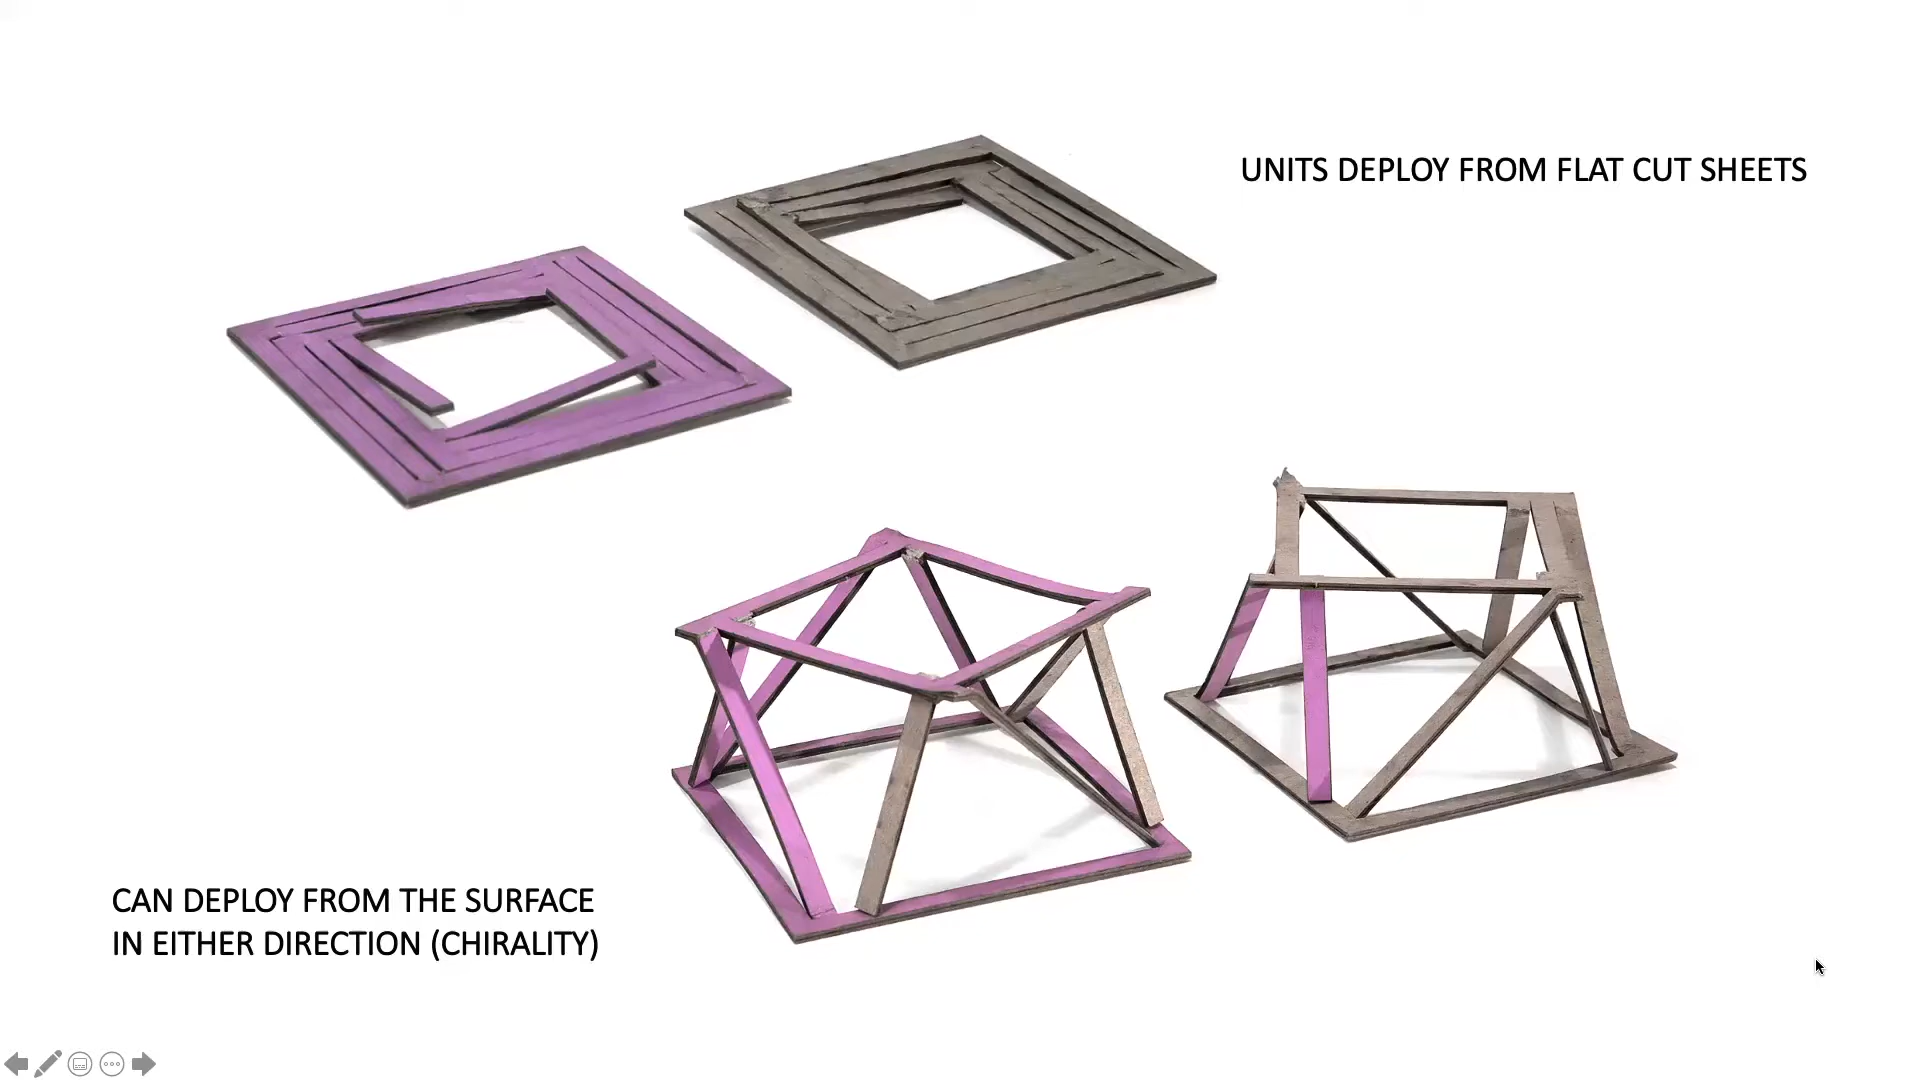 UNITS DEPLOY FROM FLAT CUT SHEETS
CAN DEPLOY FROM THE SURFACE
IN EITHER DIRECTION (CHIRALITY)